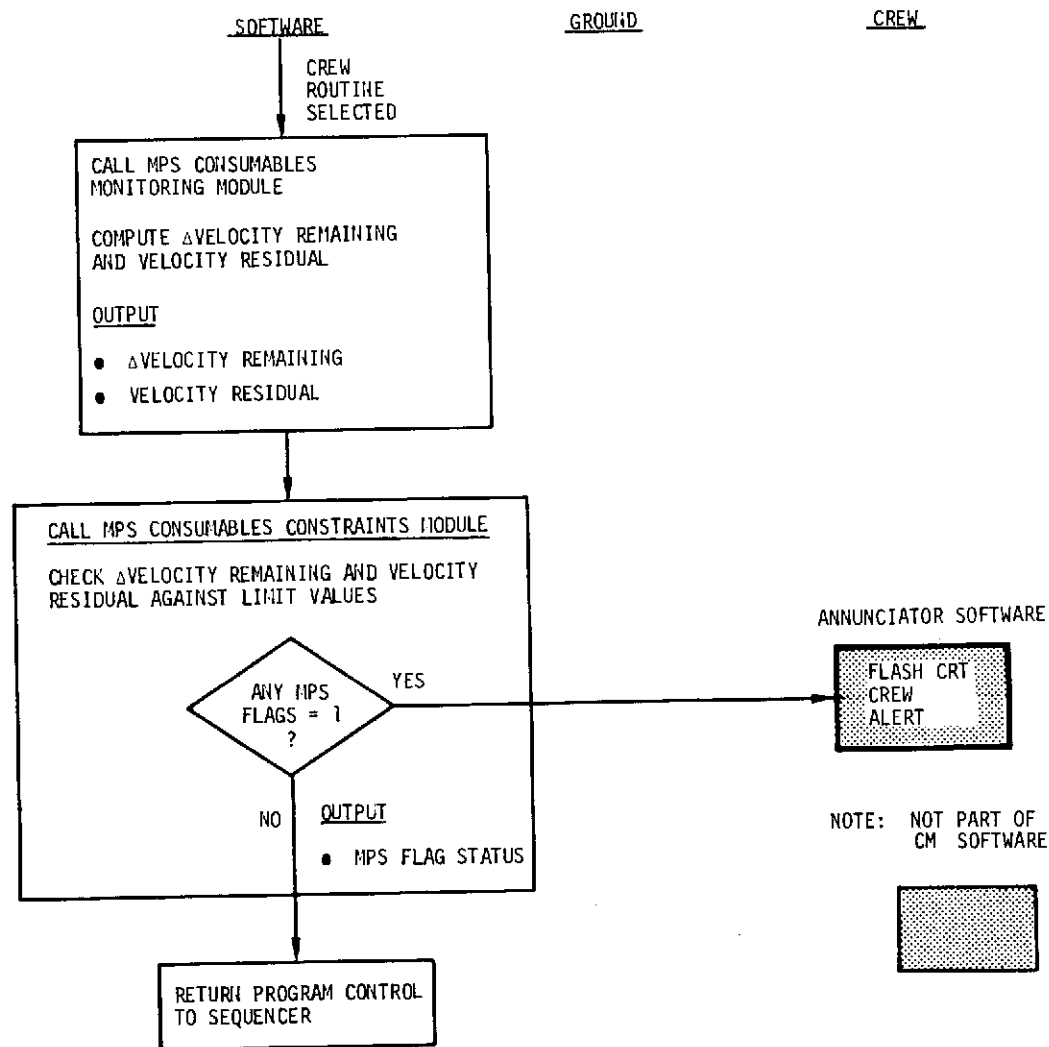 SOFTWARE
GROUND
CREW
CREW
ROUTINE
SELECTED
CALL MPS CONSUMABLES
MONITORING MODULE
COMPUTE ΔVELOCITY REMAINING
AND VELOCITY RESIDUAL
OUTPUT
• ΔVELOCITY REMAINING
• VELOCITY RESIDUAL
CALL MPS CONSUMABLES CONSTRAINTS MODULE
CHECK ΔVELOCITY REMAINING AND VELOCITY
RESIDUAL AGAINST LIMIT VALUES
ANY MPS
FLAGS = 1
?
YES
ANNUNCIATOR SOFTWARE
FLASH CRT
CREW
ALERT
NO
OUTPUT
• MPS FLAG STATUS
NOTE: NOT PART OF
CM SOFTWARE
RETURN PROGRAM CONTROL
TO SEQUENCER